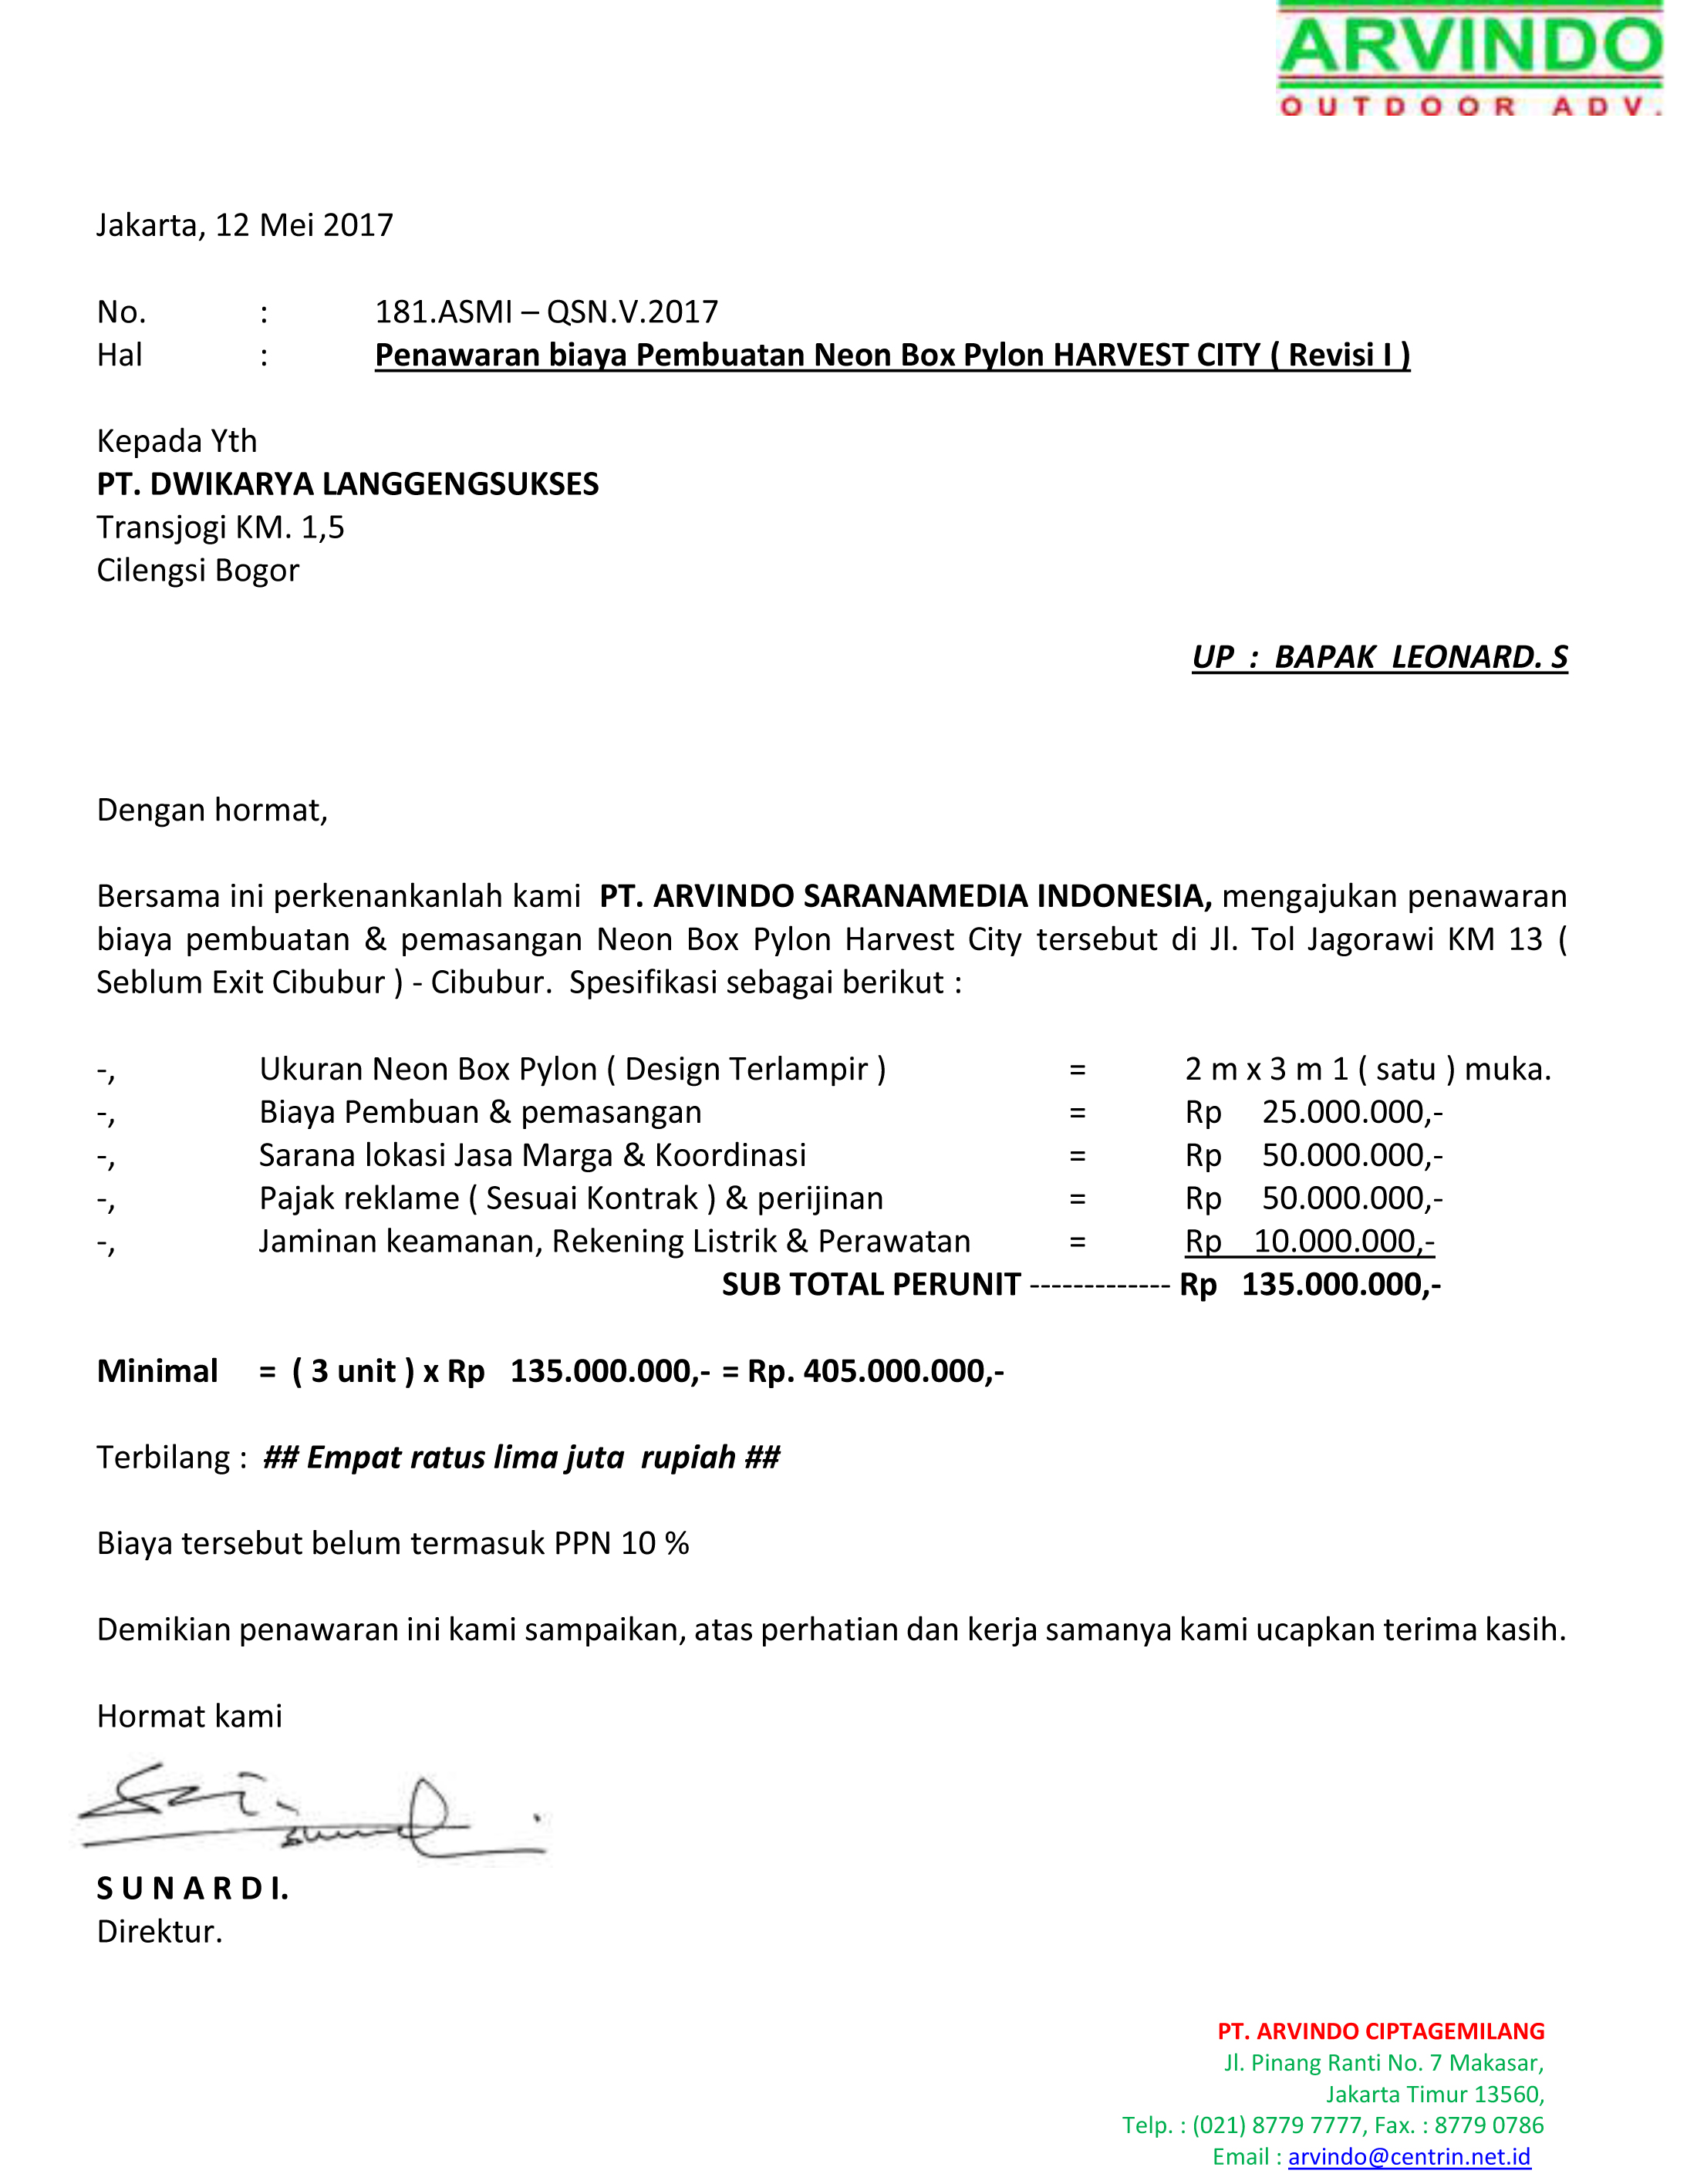 ARVINDO
OUTDOOR ADV.
Jakarta, 12 Mei 2017
No. : 181.ASMI – QSN.V.2017
Hal : Penawaran biaya Pembuatan Neon Box Pylon HARVEST CITY ( Revisi I )
Kepada Yth
PT. DWIKARYA LANGGENGSUKSES
Transjogi KM. 1,5
Cilengsi Bogor
UP : BAPAK LEONARD. S
Dengan hormat,
Bersama ini perkenankanlah kami PT. ARVINDO SARANAMEDIA INDONESIA, mengajukan penawaran
biaya pembuatan & pemasangan Neon Box Pylon Harvest City tersebut di Jl. Tol Jagorawi KM 13 (
Seblum Exit Cibubur ) - Cibubur. Spesifikasi sebagai berikut :
-, Ukuran Neon Box Pylon ( Design Terlampir ) = 2 m x 3 m 1 ( satu ) muka.
-, Biaya Pembuan & pemasangan = Rp 25.000.000,-
-, Sarana lokasi Jasa Marga & Koordinasi = Rp 50.000.000,-
-, Pajak reklame ( Sesuai Kontrak ) & perijinan = Rp 50.000.000,-
-, Jaminan keamanan, Rekening Listrik & Perawatan = Rp 10.000.000,-
SUB TOTAL PERUNIT ------------- Rp 135.000.000,-
Minimal = ( 3 unit ) x Rp 135.000.000,- = Rp. 405.000.000,-
Terbilang : ## Empat ratus lima juta rupiah ##
Biaya tersebut belum termasuk PPN 10 %
Demikian penawaran ini kami sampaikan, atas perhatian dan kerja samanya kami ucapkan terima kasih.
Hormat kami
S U N A R D I.
Direktur.
PT. ARVINDO CIPTAGEMILANG
Jl. Pinang Ranti No. 7 Makasar,
Jakarta Timur 13560,
Telp. : (021) 8779 7777, Fax. : 8779 0786
Email : arvindo@centrin.net.id